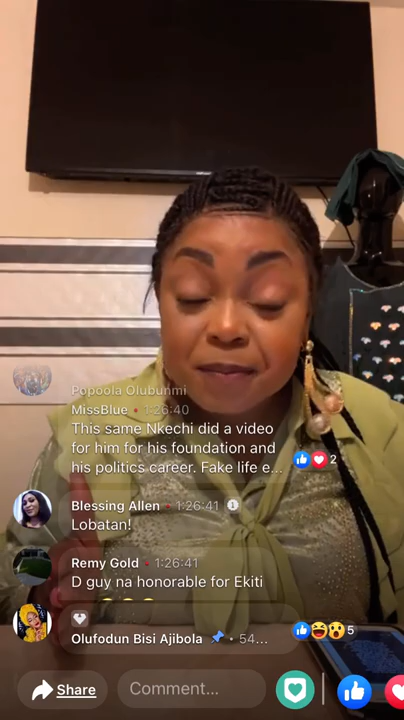 Popoola Olubunmi
MissBlue • 1:26:40
This same Nkechi did a video
for him for his foundation and
his politics career. Fake life e...
2
Blessing Allen • 1:26:41
Lobatan!
Remy Gold • 1:26:41
D guy na honorable for Ekiti
Olufodun Bisi Ajibola • 54...
5
Share
Comment...